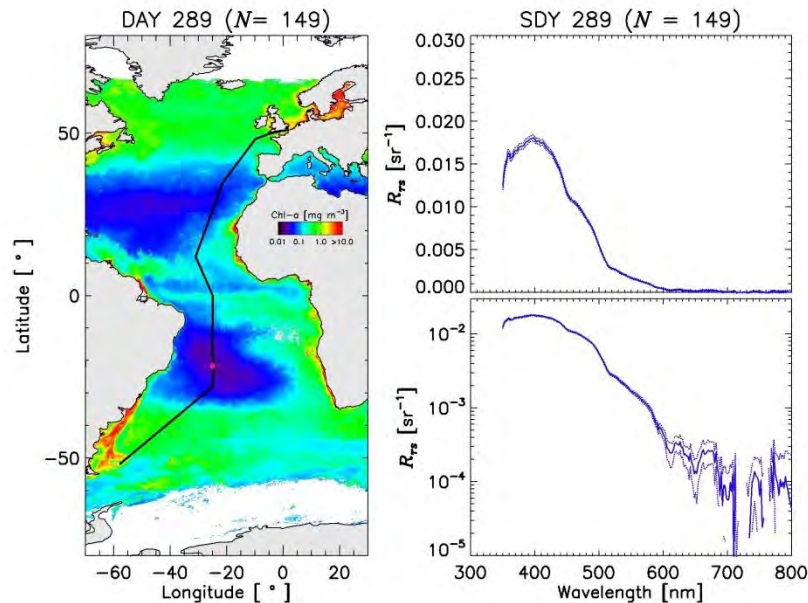 DAY 289 (N= 149)
Latitude [ ° ]
50
0
−50
Chl−a [mg m−3]
0.01 0.1 1.0 >10.0
−60 −40 −20 0 20
Longitude [ ° ]
SDY 289 (N = 149)
Rrs [sr−1]
0.030
0.025
0.020
0.015
0.010
0.005
0.000
Rrs [sr−1]
10−2
10−3
10−4
10−5
300 400 500 600 700 800
Wavelength [nm]